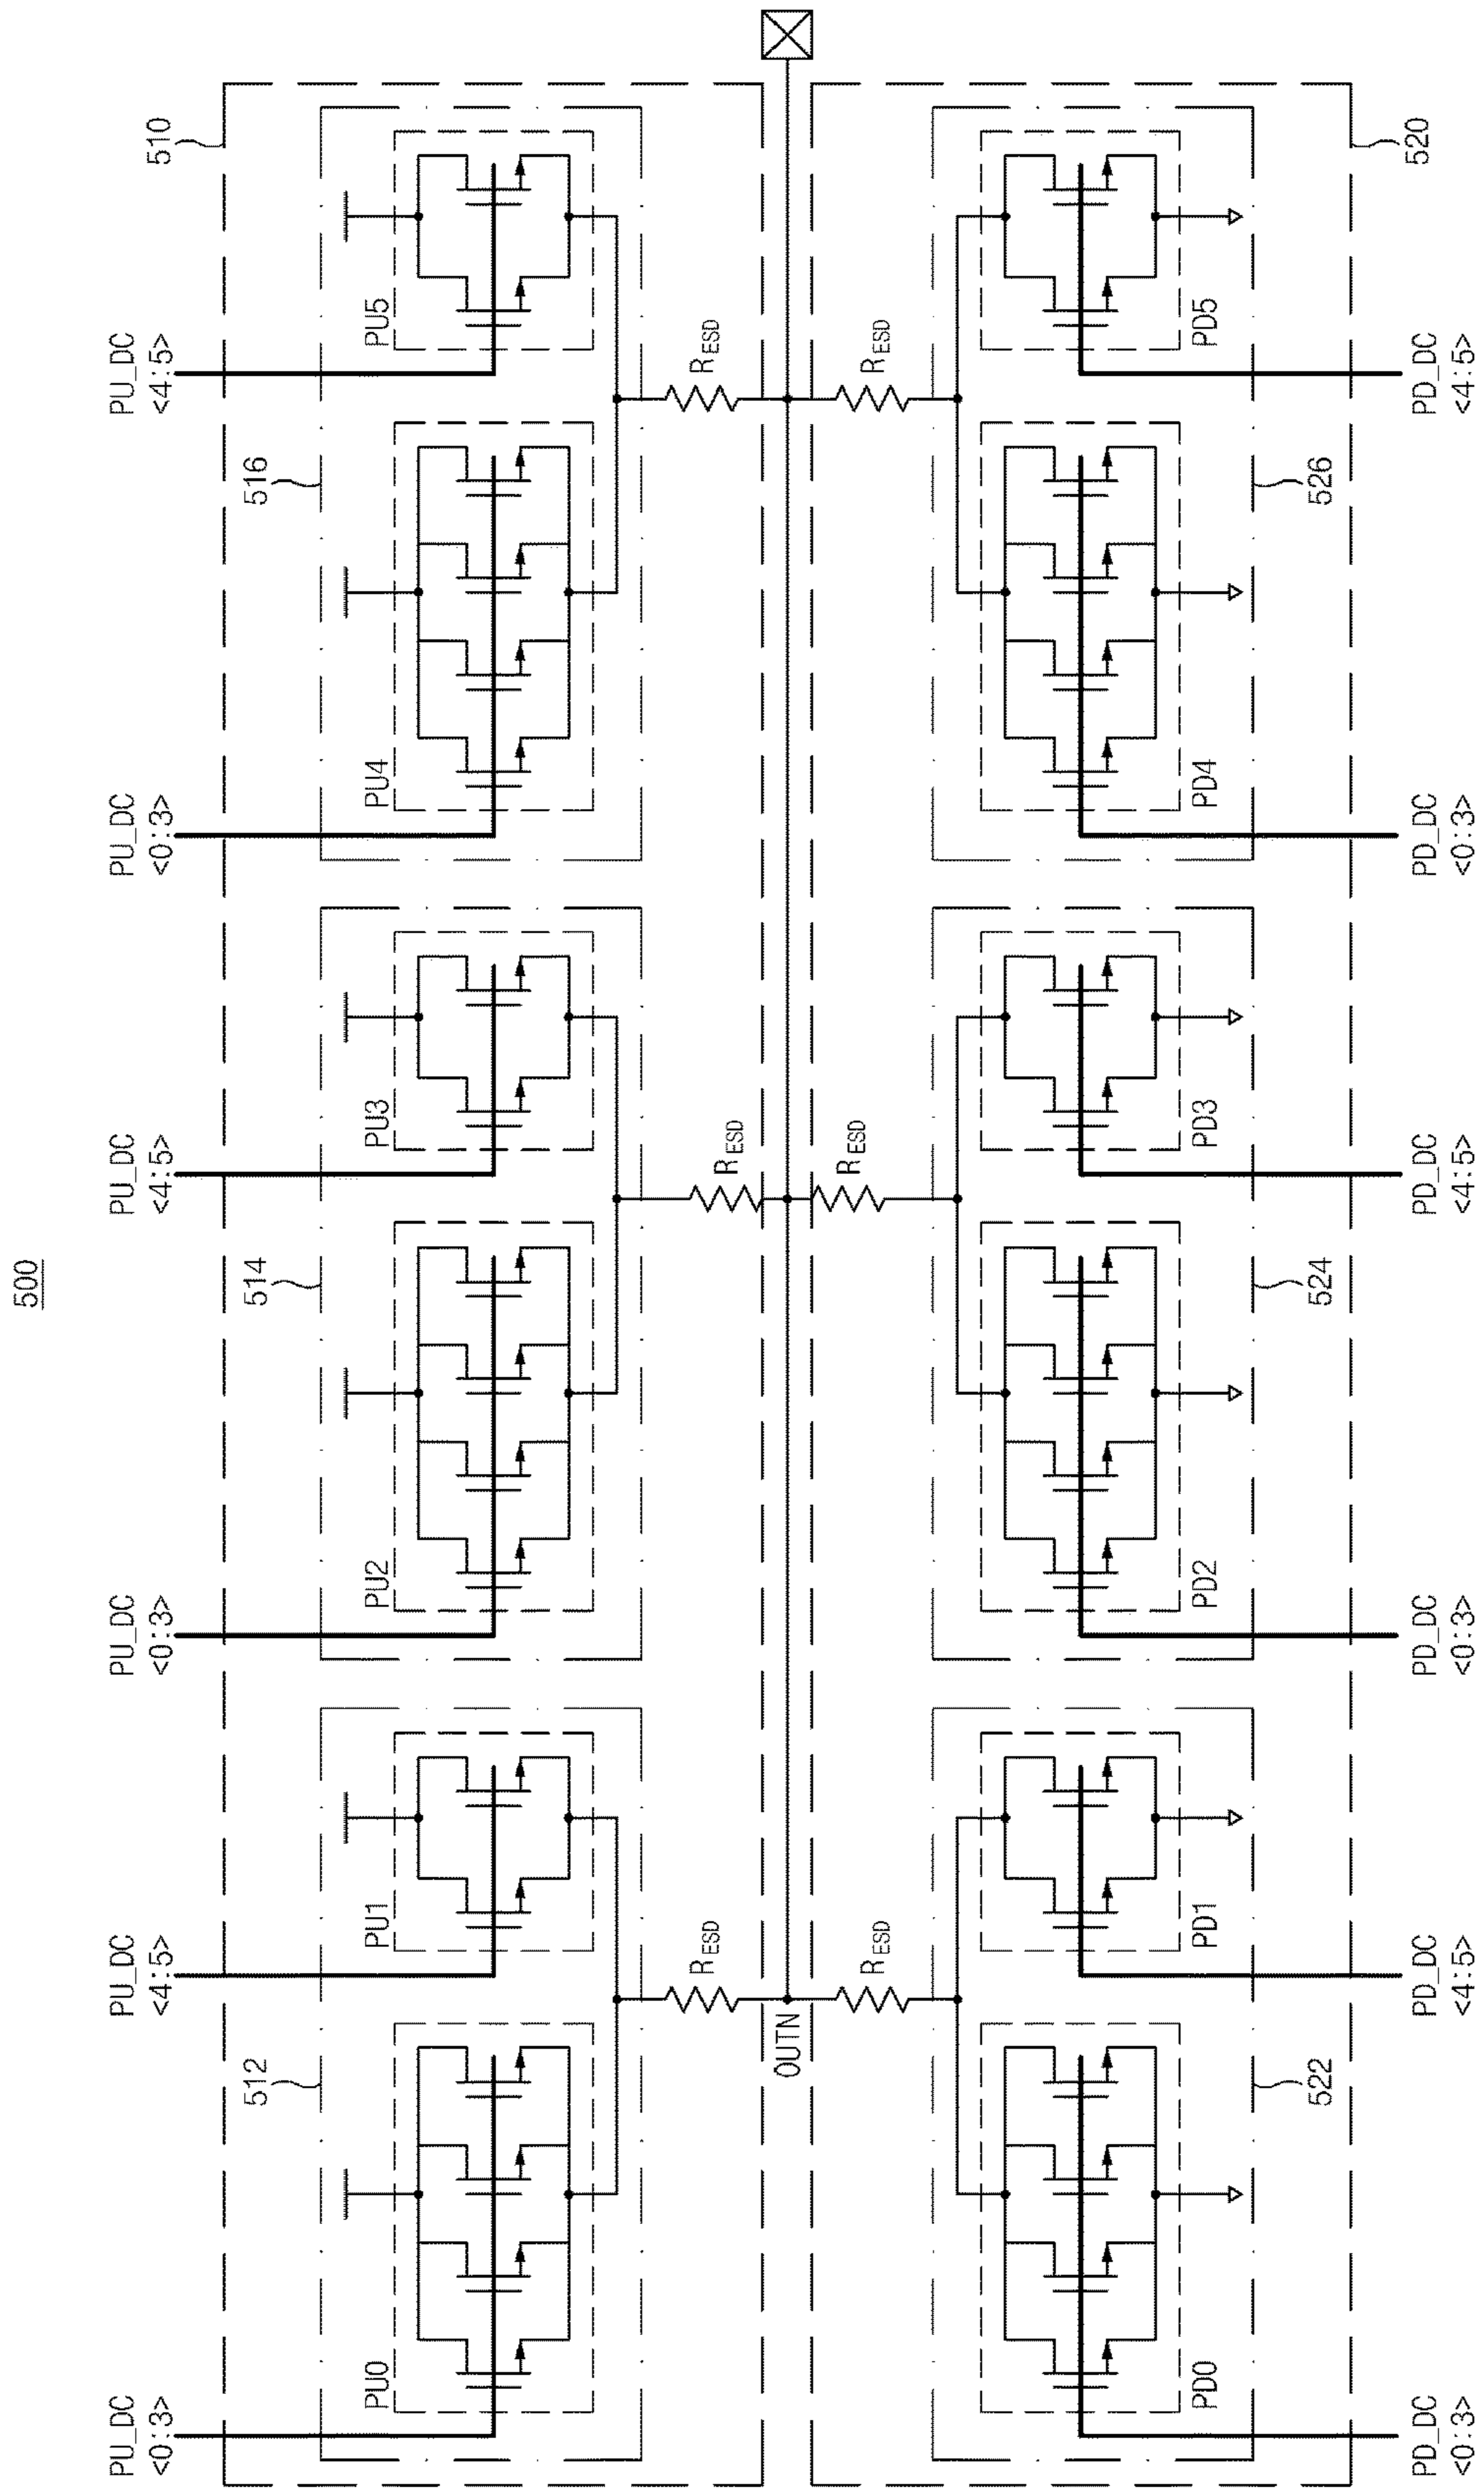 500
510
512
514
516
PU_DC
<0:3>
PU_DC
<4:5>
PU_DC
<0:3>
PU_DC
<4:5>
PU_DC
<0:3>
PU_DC
<4:5>
PU0
PU1
PU2
PU3
PU4
PU5
RESD
RESD
RESD
OUTN
RESD
RESD
RESD
PD0
PD1
PD2
PD3
PD4
PD5
522
524
526
520
PD_DC
<0:3>
PD_DC
<4:5>
PD_DC
<0:3>
PD_DC
<4:5>
PD_DC
<0:3>
PD_DC
<4:5>